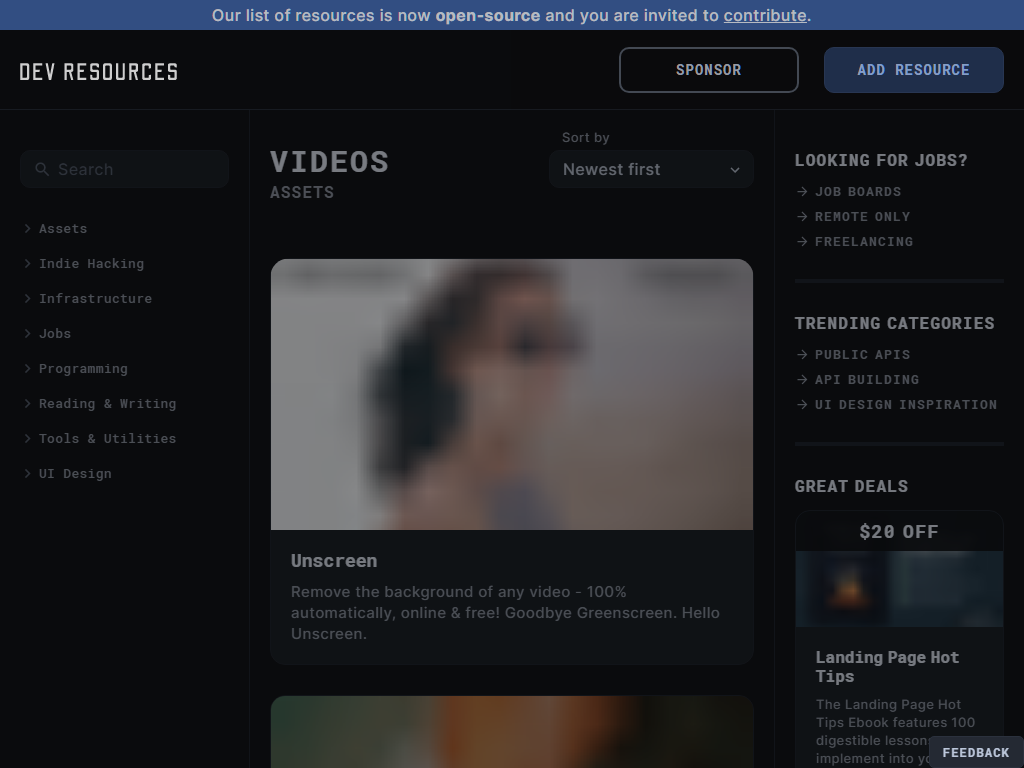 Our list of resources is now open-source and you are invited to contribute.
DEV RESOURCES
SPONSOR
ADD RESOURCE
Search
Assets
Indie Hacking
Infrastructure
Jobs
Programming
Reading & Writing
Tools & Utilities
UI Design
VIDEOS
ASSETS
Sort by
Newest first
Unscreen
Remove the background of any video - 100%
automatically, online & free! Goodbye Greenscreen. Hello
Unscreen.
LOOKING FOR JOBS?
JOB BOARDS
REMOTE ONLY
FREELANCING
TRENDING CATEGORIES
PUBLIC APIS
API BUILDING
UI DESIGN INSPIRATION
GREAT DEALS
$20 OFF
Landing Page Hot
Tips
The Landing Page Hot
Tips Ebook features 100
digestible lessons
implement into
FEEDBACK